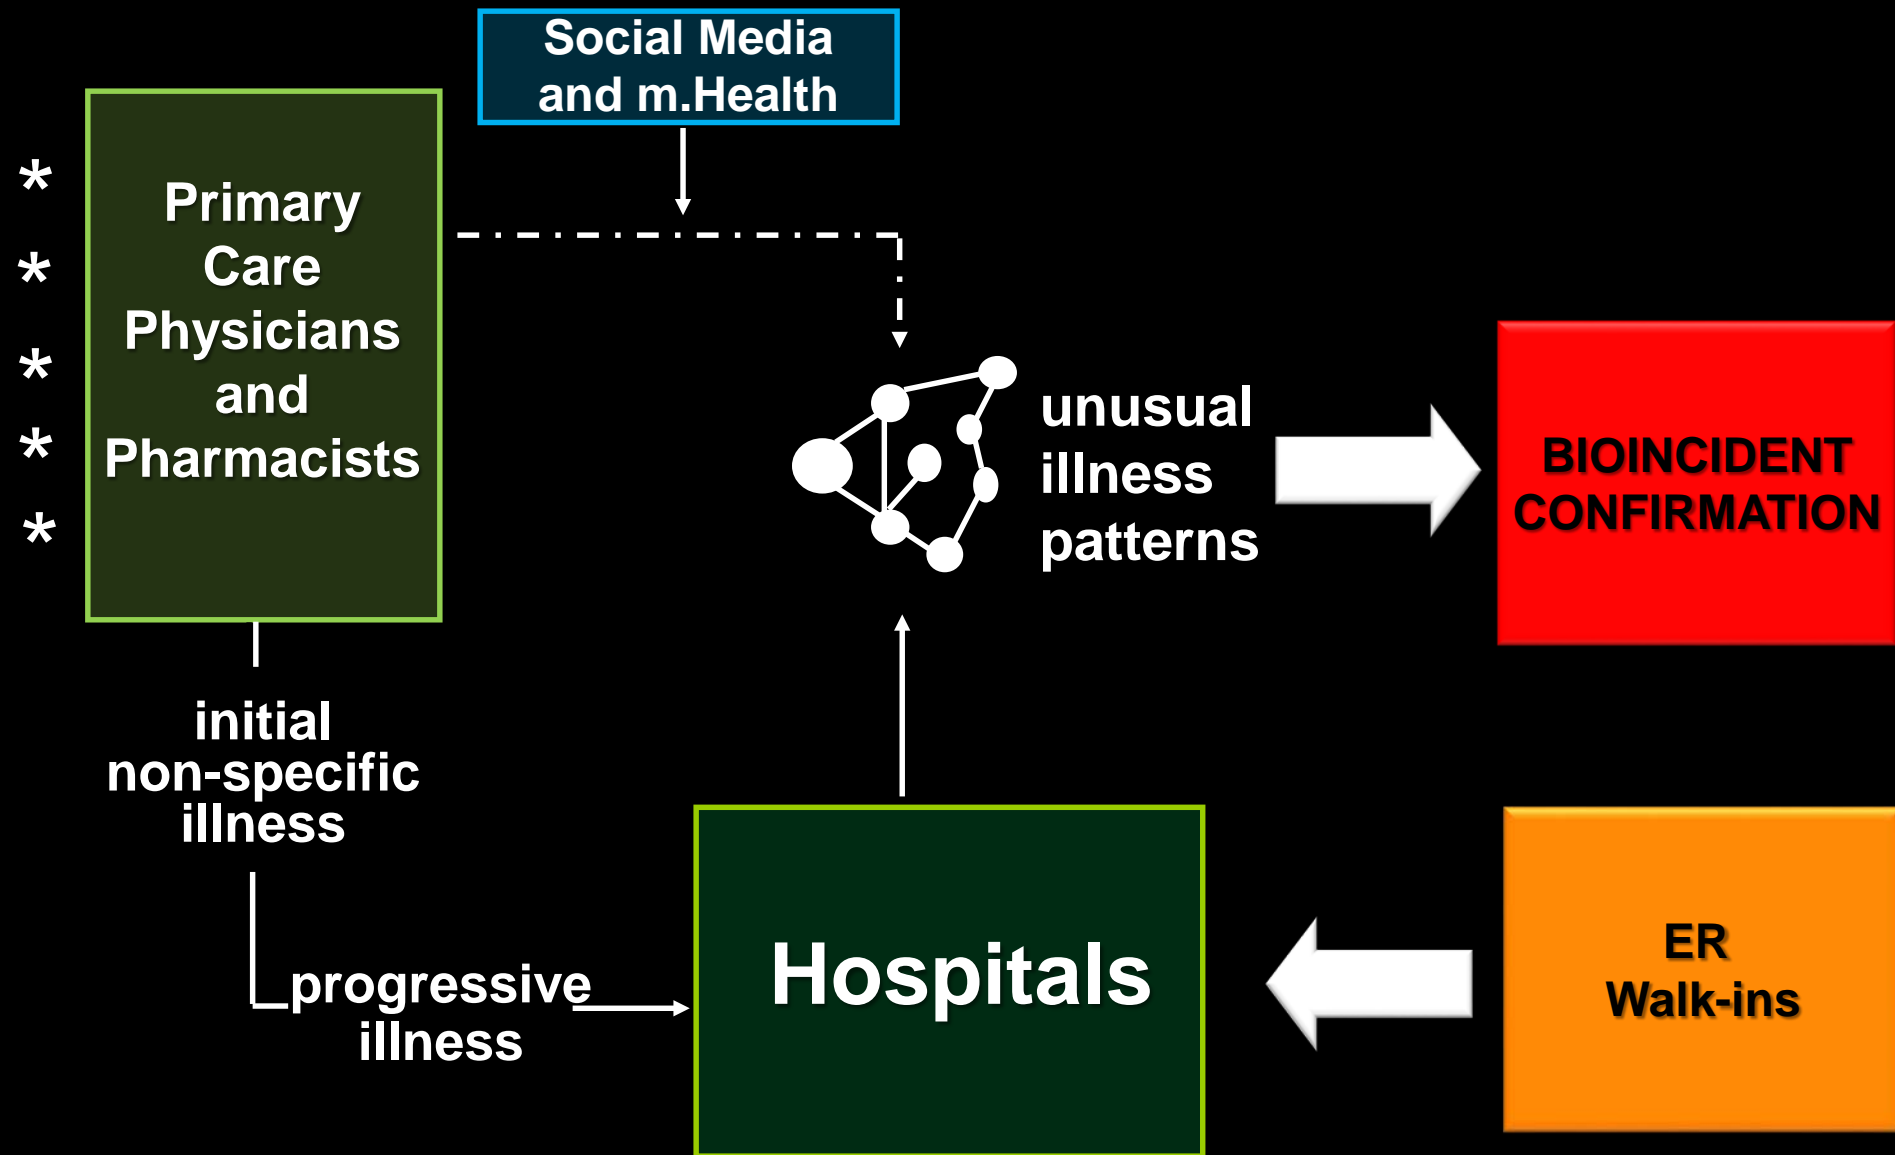 Social Media
and m.Health
*
*
*
*
*
Primary
Care
Physicians
and
Pharmacists
unusual
illness
patterns
BIOINCIDENT
CONFIRMATION
initial
non-specific
illness
progressive
illness
Hospitals
ER
Walk-ins